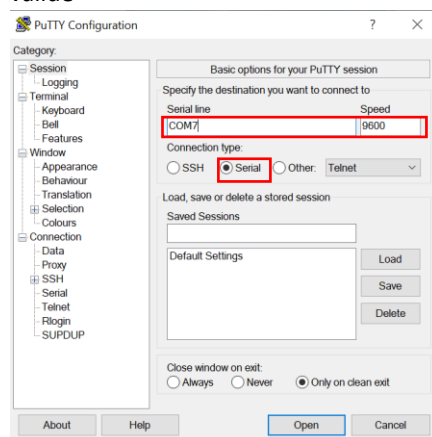 PuTTY Configuration ? ×
Category:
Session
Logging
Terminal
Keyboard
Bell
Features
Window
Appearance
Behaviour
Translation
Selection
Colours
Connection
Data
Proxy
SSH
Serial
Telnet
Rlogin
SUPDUP
Basic options for your PuTTY session
Specify the destination you want to connect to
Serial line Speed
COM7 9600
Connection type:
SSH Serial Other: Telnet
Load, save or delete a stored session
Saved Sessions
Default Settings
Load
Save
Delete
Close window on exit:
Always Never Only on clean exit
About Help Open Cancel